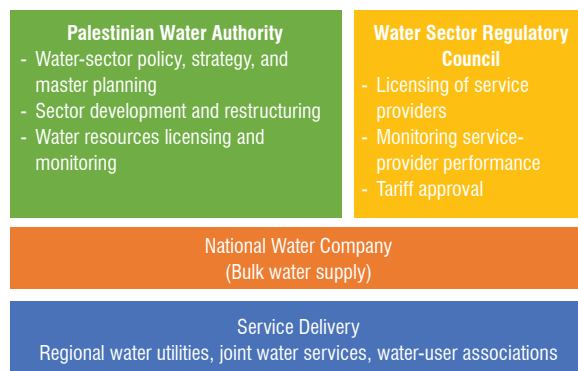 Palestinian Water Authority
- Water-sector policy, strategy, and
master planning
- Sector development and restructuring
- Water resources licensing and
monitoring
Water Sector Regulatory
Council
- Licensing of service
providers
- Monitoring service-
provider performance
- Tariff approval
National Water Company
(Bulk water supply)
Service Delivery
Regional water utilities, joint water services, water-user associations